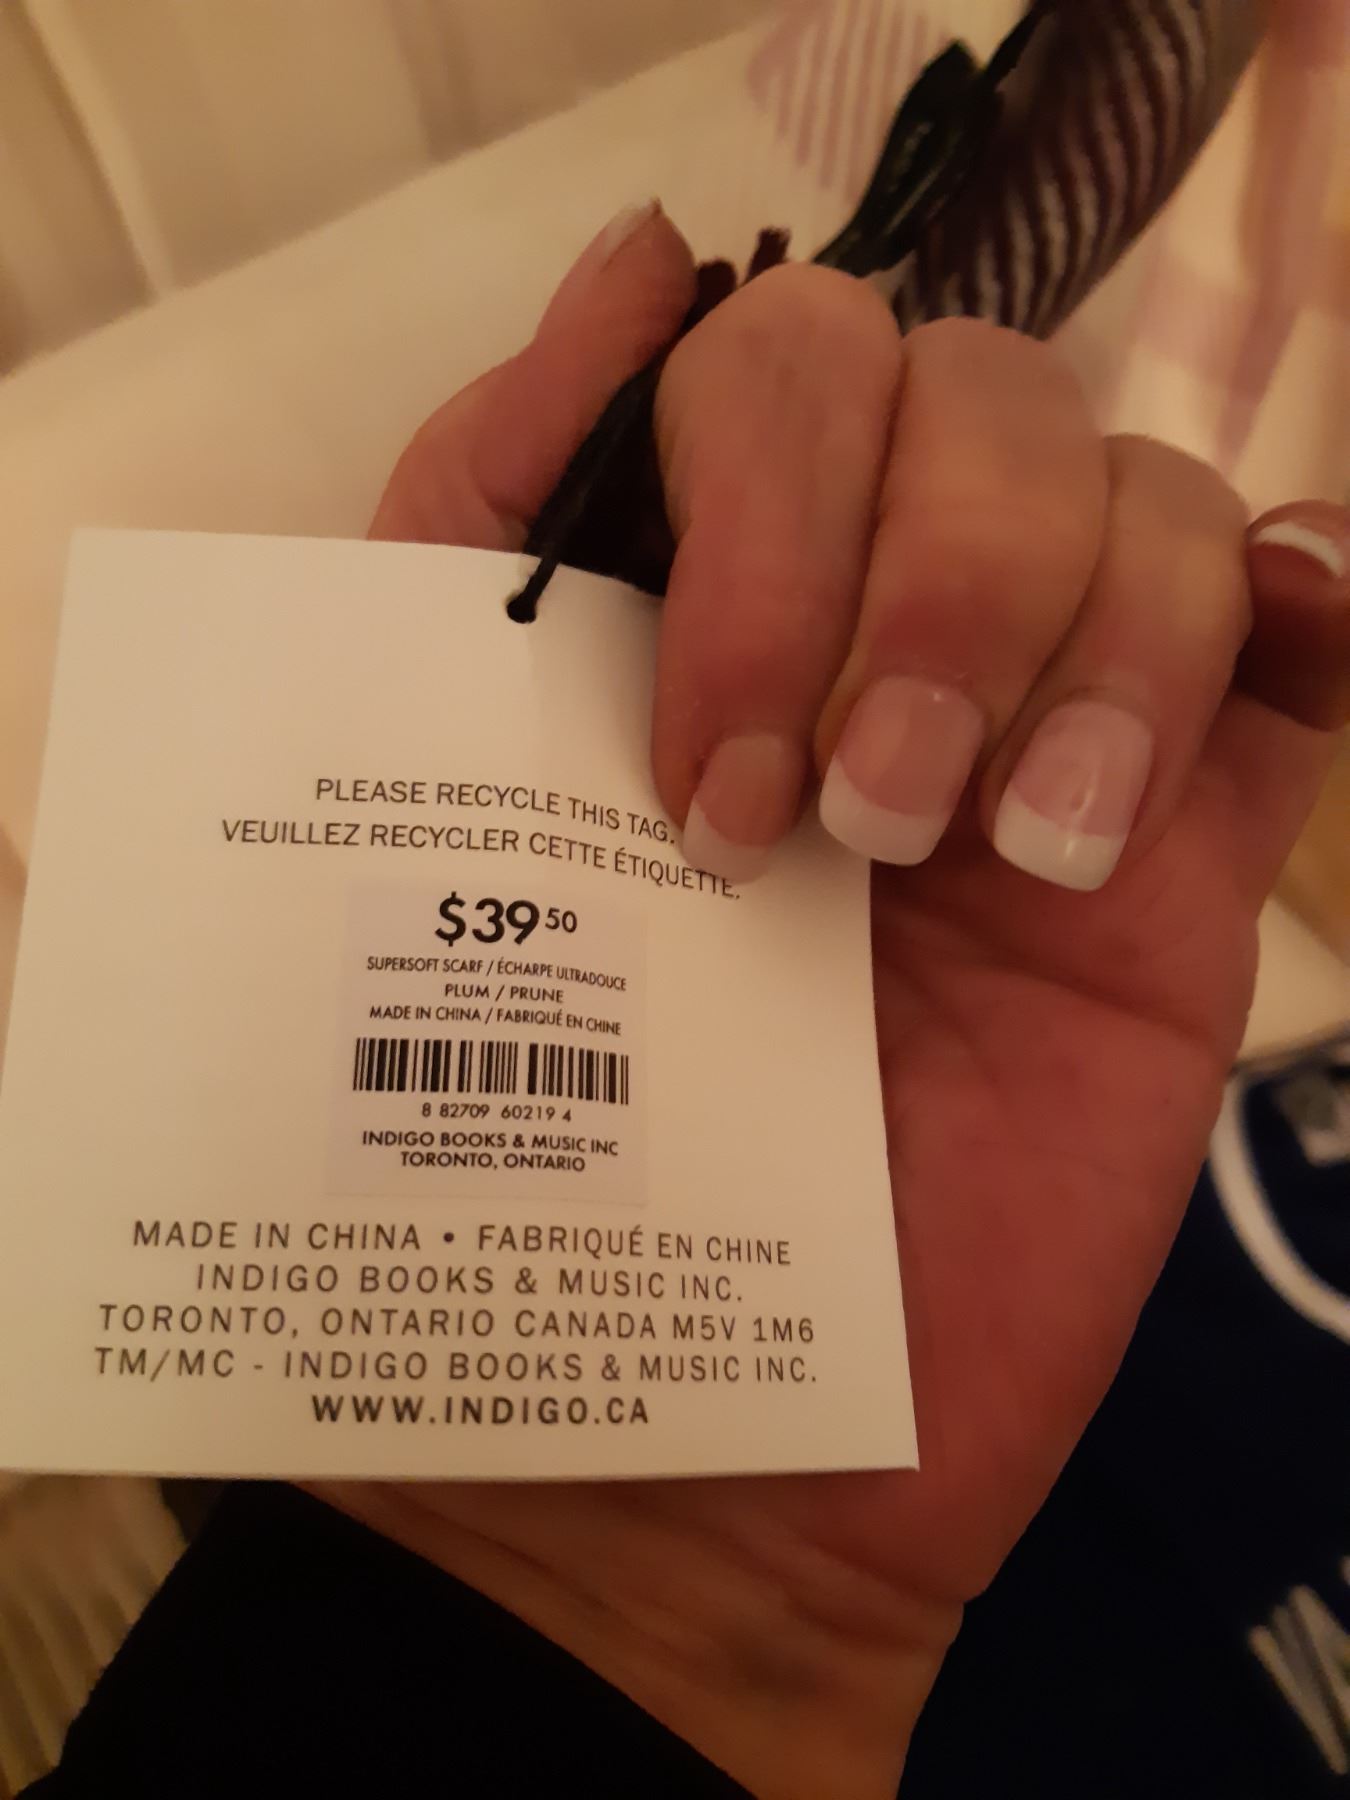 PLEASE RECYCLE THIS TAG.
VEUILLEZ RECYCLER CETTE ÉTIQUETTE.
$39 50
SUPERSOFT SCARF / ÉCHARPE ULTRADOUCE
PLUM / PRUNE
MADE IN CHINA / FABRIQUÉ EN CHINE
8 82709 60219 4
INDIGO BOOKS & MUSIC INC
TORONTO, ONTARIO
MADE IN CHINA • FABRIQUÉ EN CHINE
INDIGO BOOKS & MUSIC INC.
TORONTO, ONTARIO CANADA M5V 1M6
TM/MC - INDIGO BOOKS & MUSIC INC.
WWW.INDIGO.CA